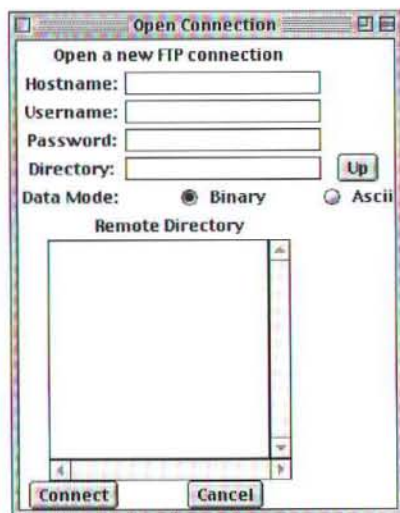 Open Connection
Open a new FTP connection
Hostname:
Username:
Password:
Directory: Up
Data Mode: Binary Ascii
Remote Directory
Connect Cancel